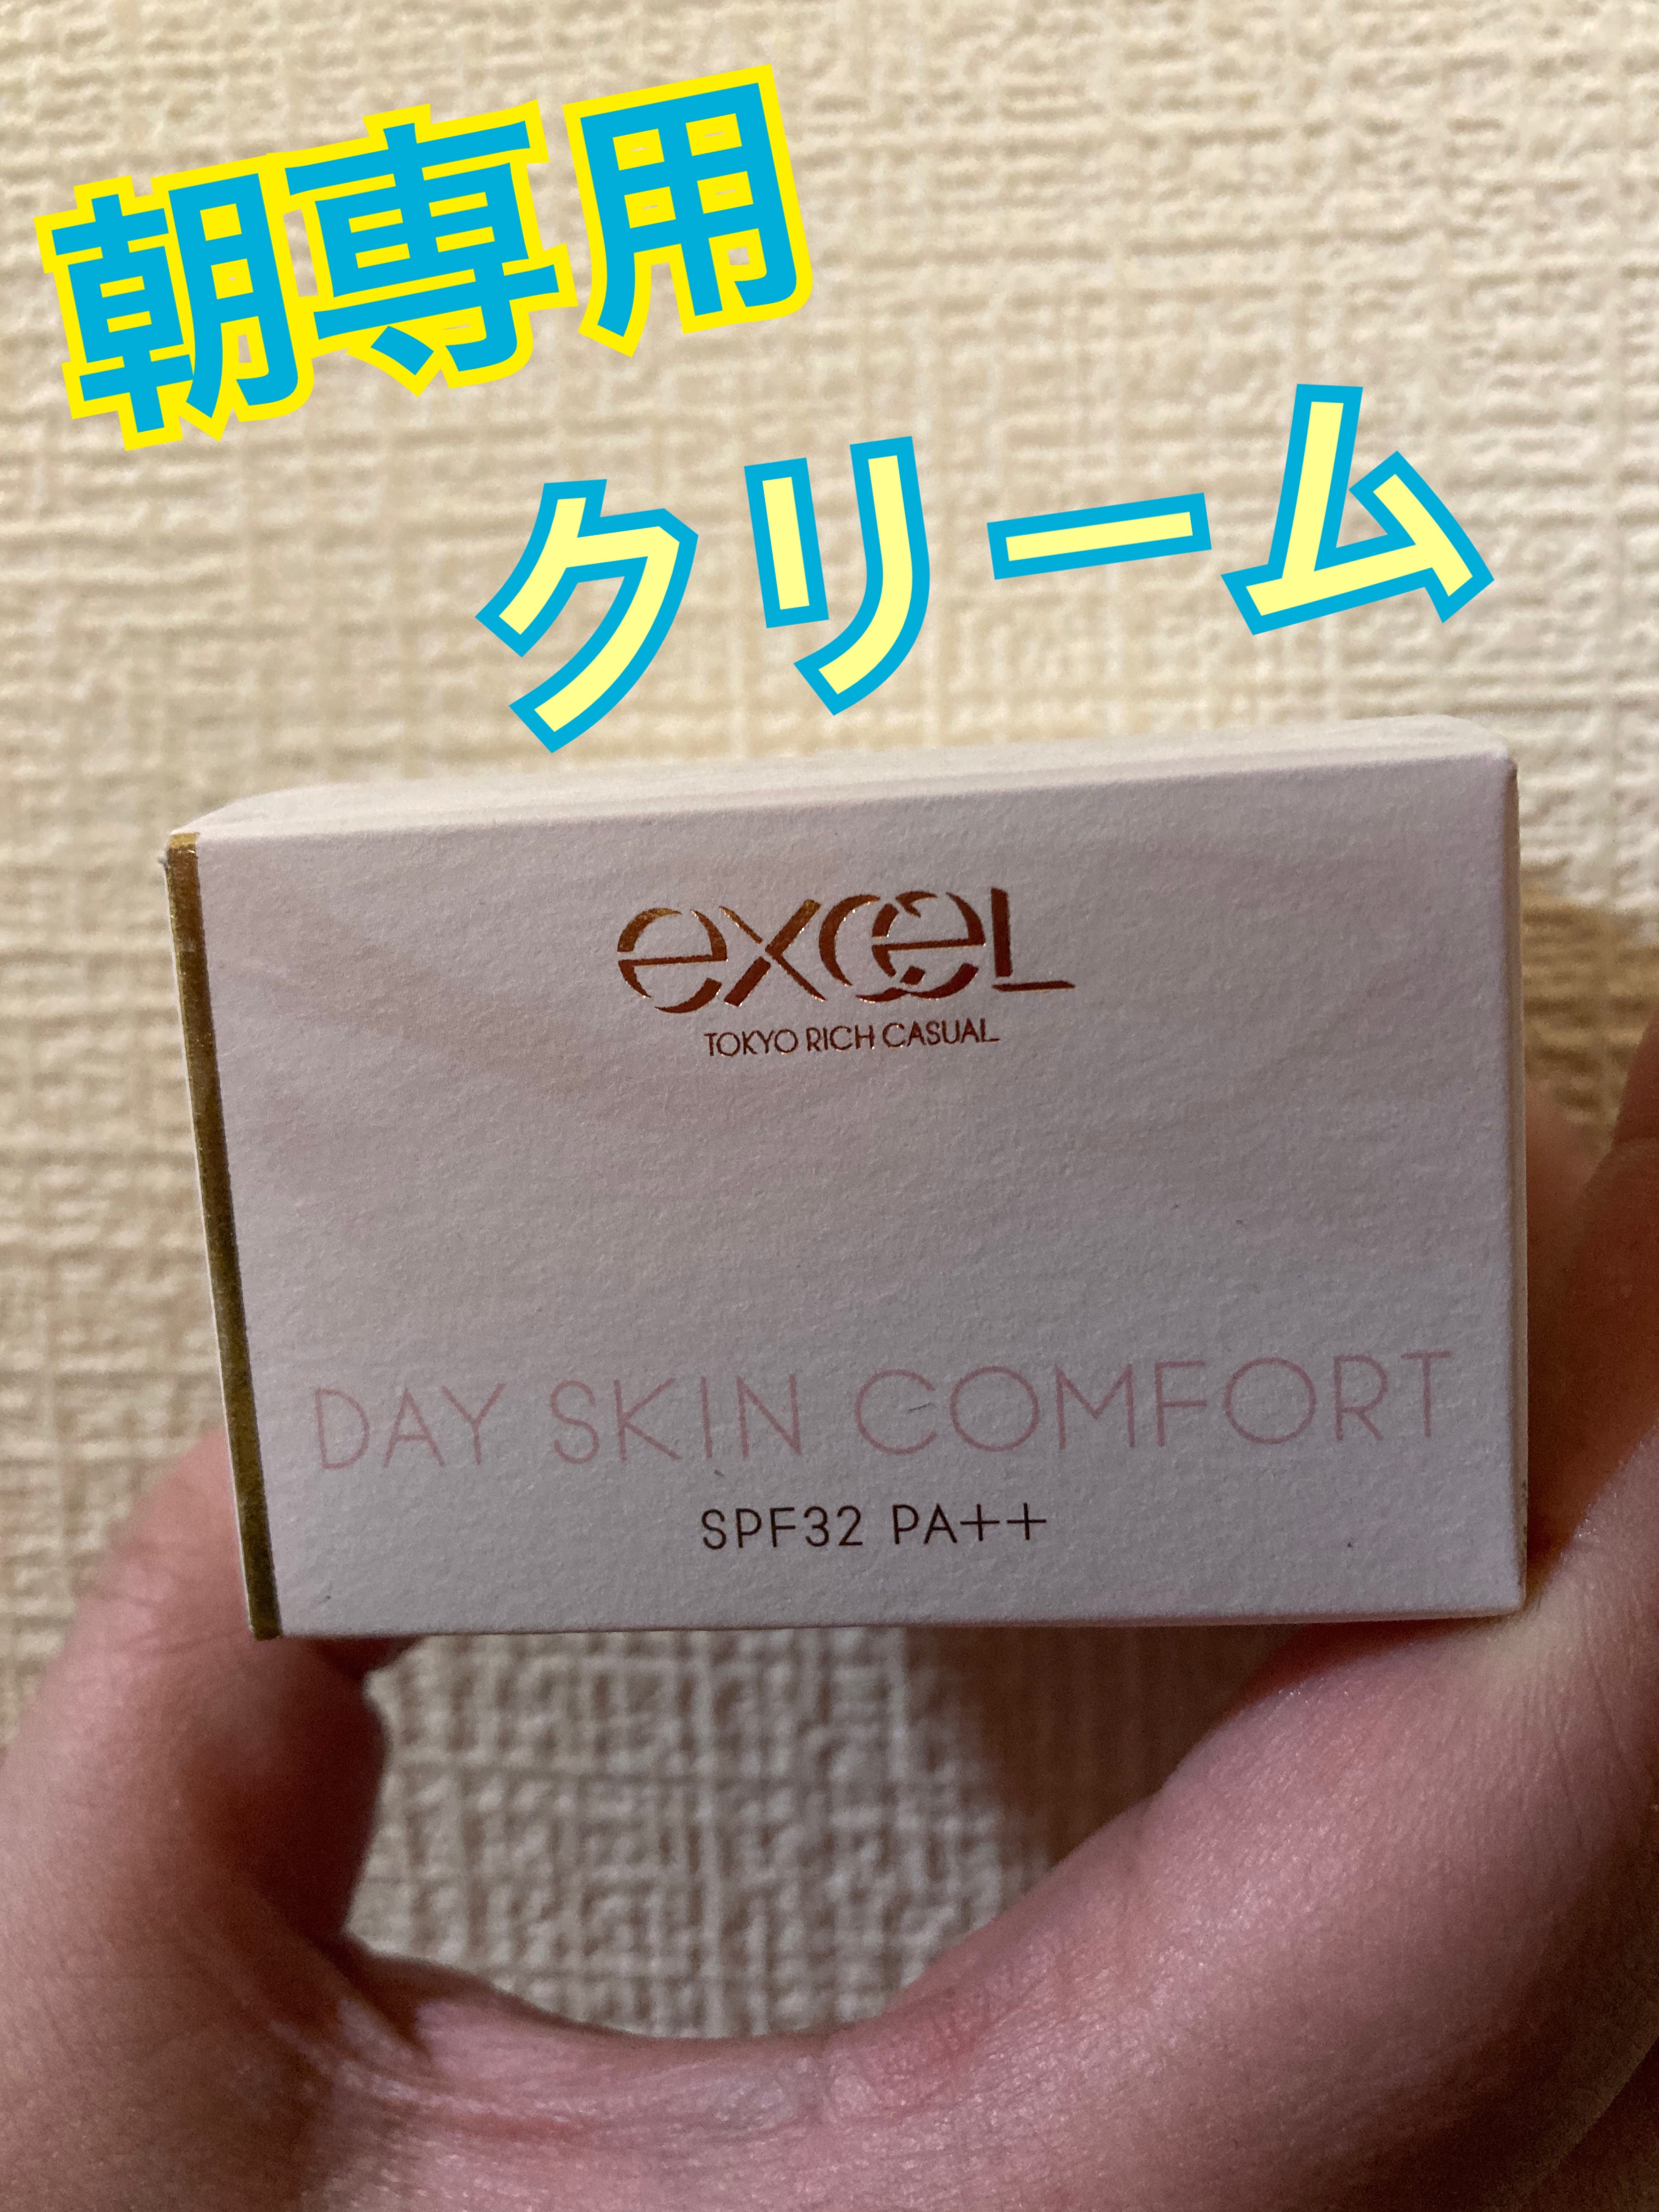 朝専用
クリーム
excel
TOKYO RICH CASUAL
DAY SKIN COMFORT
SPF32 PA++